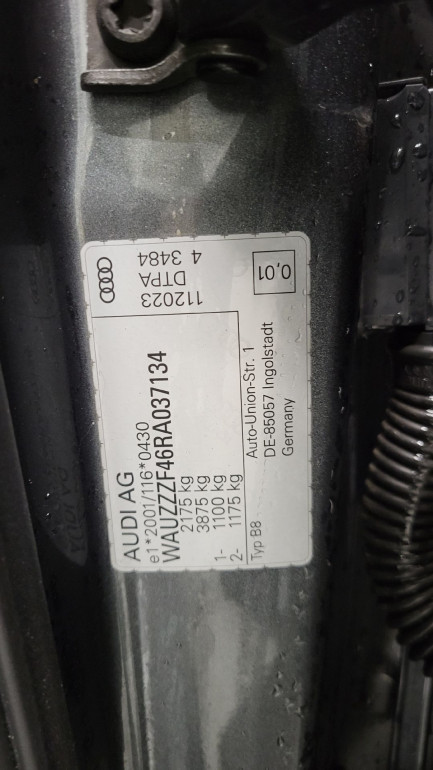 AUDI AG
e1*2001/116*0430
WAUZZZF46RA037134
2175 kg
3875 kg
1- 1100 kg
2- 1175 kg
Typ B8
Auto-Union-Str. 1
DE-85057 Ingolstadt
Germany
112023
DTPA
4 3484
0,01